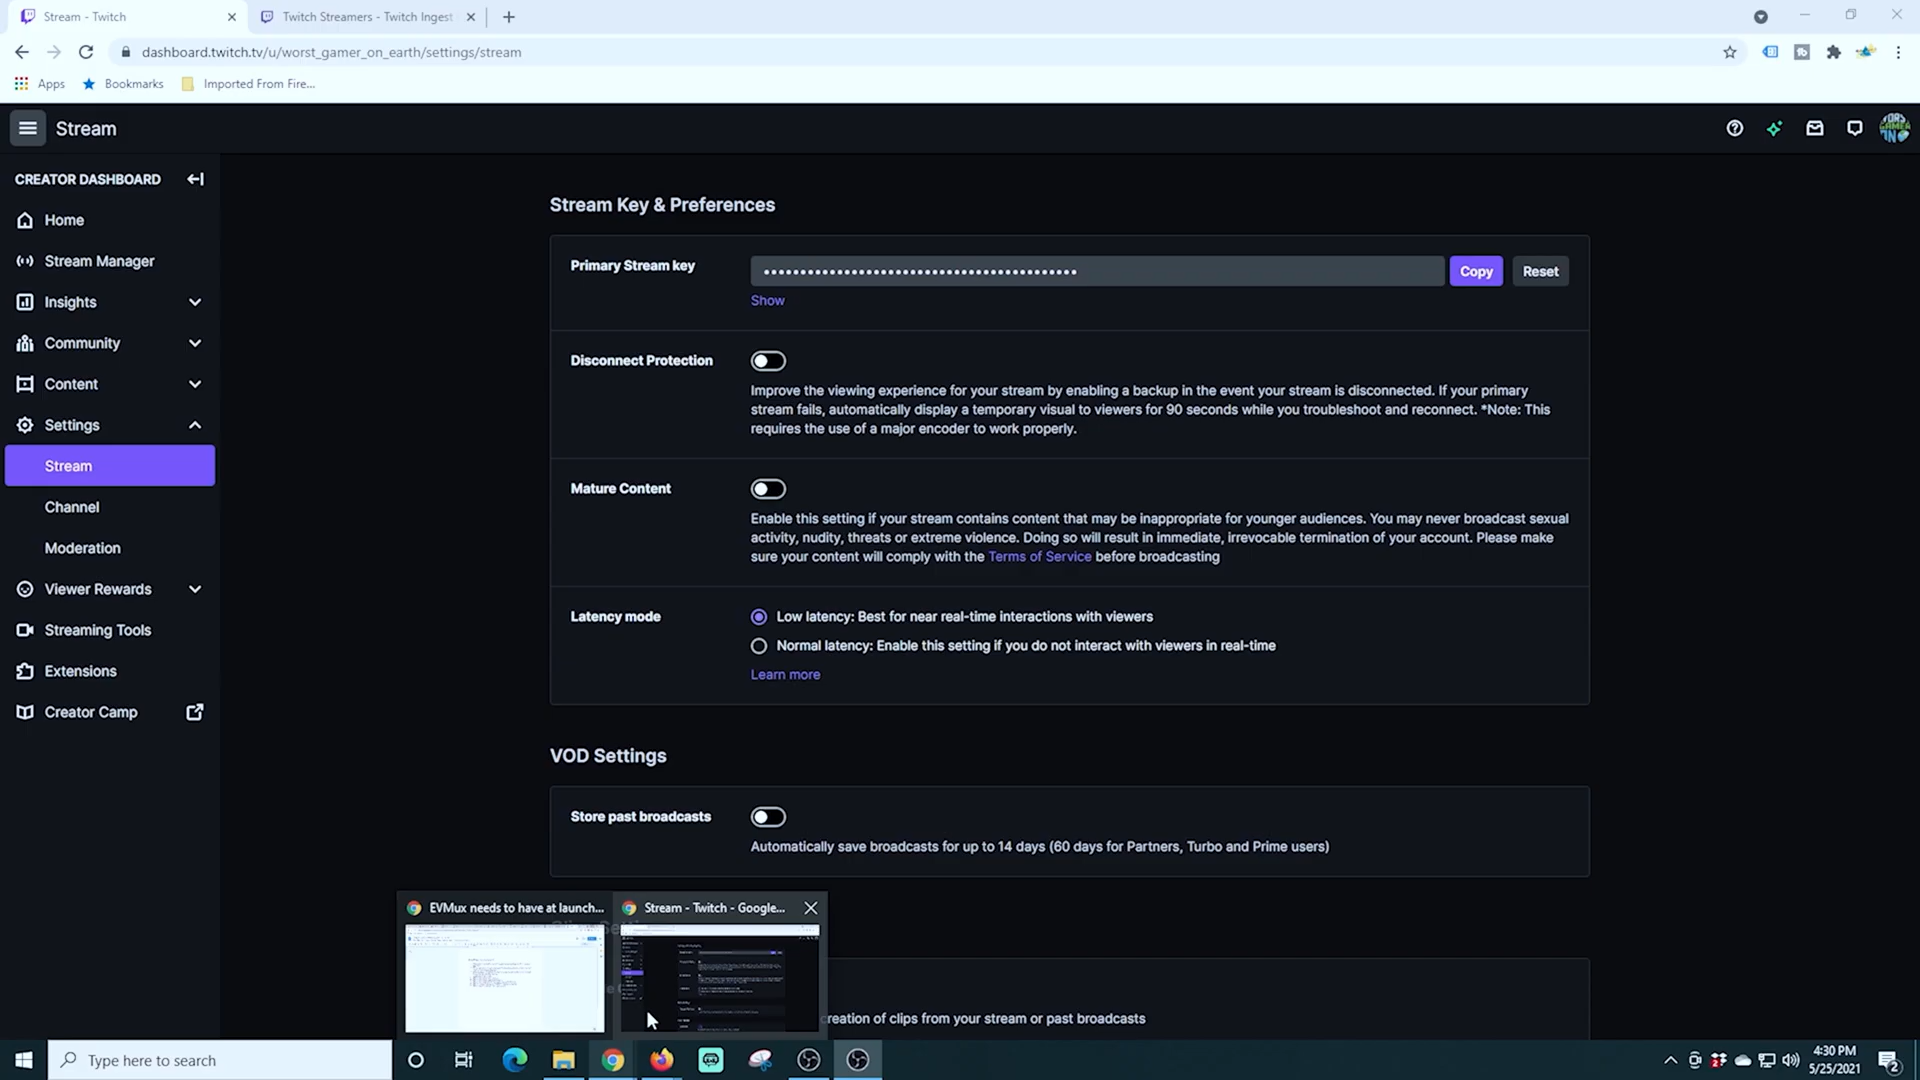 Stream - Twitch
Twitch Streamers - Twitch Ingest
dashboard.twitch.tv/u/worst_gamer_on_earth/settings/stream
Apps
Bookmarks
Imported From Fire...
Stream
CREATOR DASHBOARD
Home
Stream Manager
Insights
Community
Content
Settings
Stream
Channel
Moderation
Viewer Rewards
Streaming Tools
Extensions
Creator Camp
Stream Key & Preferences
Primary Stream key
Copy
Reset
Show
Disconnect Protection
Improve the viewing experience for your stream by enabling a backup in the event your stream is disconnected. If your primary
stream fails, automatically display a temporary visual to viewers for 90 seconds while you troubleshoot and reconnect. *Note: This
requires the use of a major encoder to work properly.
Mature Content
Enable this setting if your stream contains content that may be inappropriate for younger audiences. You may never broadcast sexual
activity, nudity, threats or extreme violence. Doing so will result in immediate, irrevocable termination of your account. Please make
sure your content will comply with the Terms of Service before broadcasting
Latency mode
Low latency: Best for near real-time interactions with viewers
Normal latency: Enable this setting if you do not interact with viewers in real-time
Learn more
VOD Settings
Store past broadcasts
Automatically save broadcasts for up to 14 days (60 days for Partners, Turbo and Prime users)
EVMux needs to have at launch...
Stream - Twitch - Google...
creation of clips from your stream or past broadcasts
Type here to search
4:30 PM
5/25/2021
2